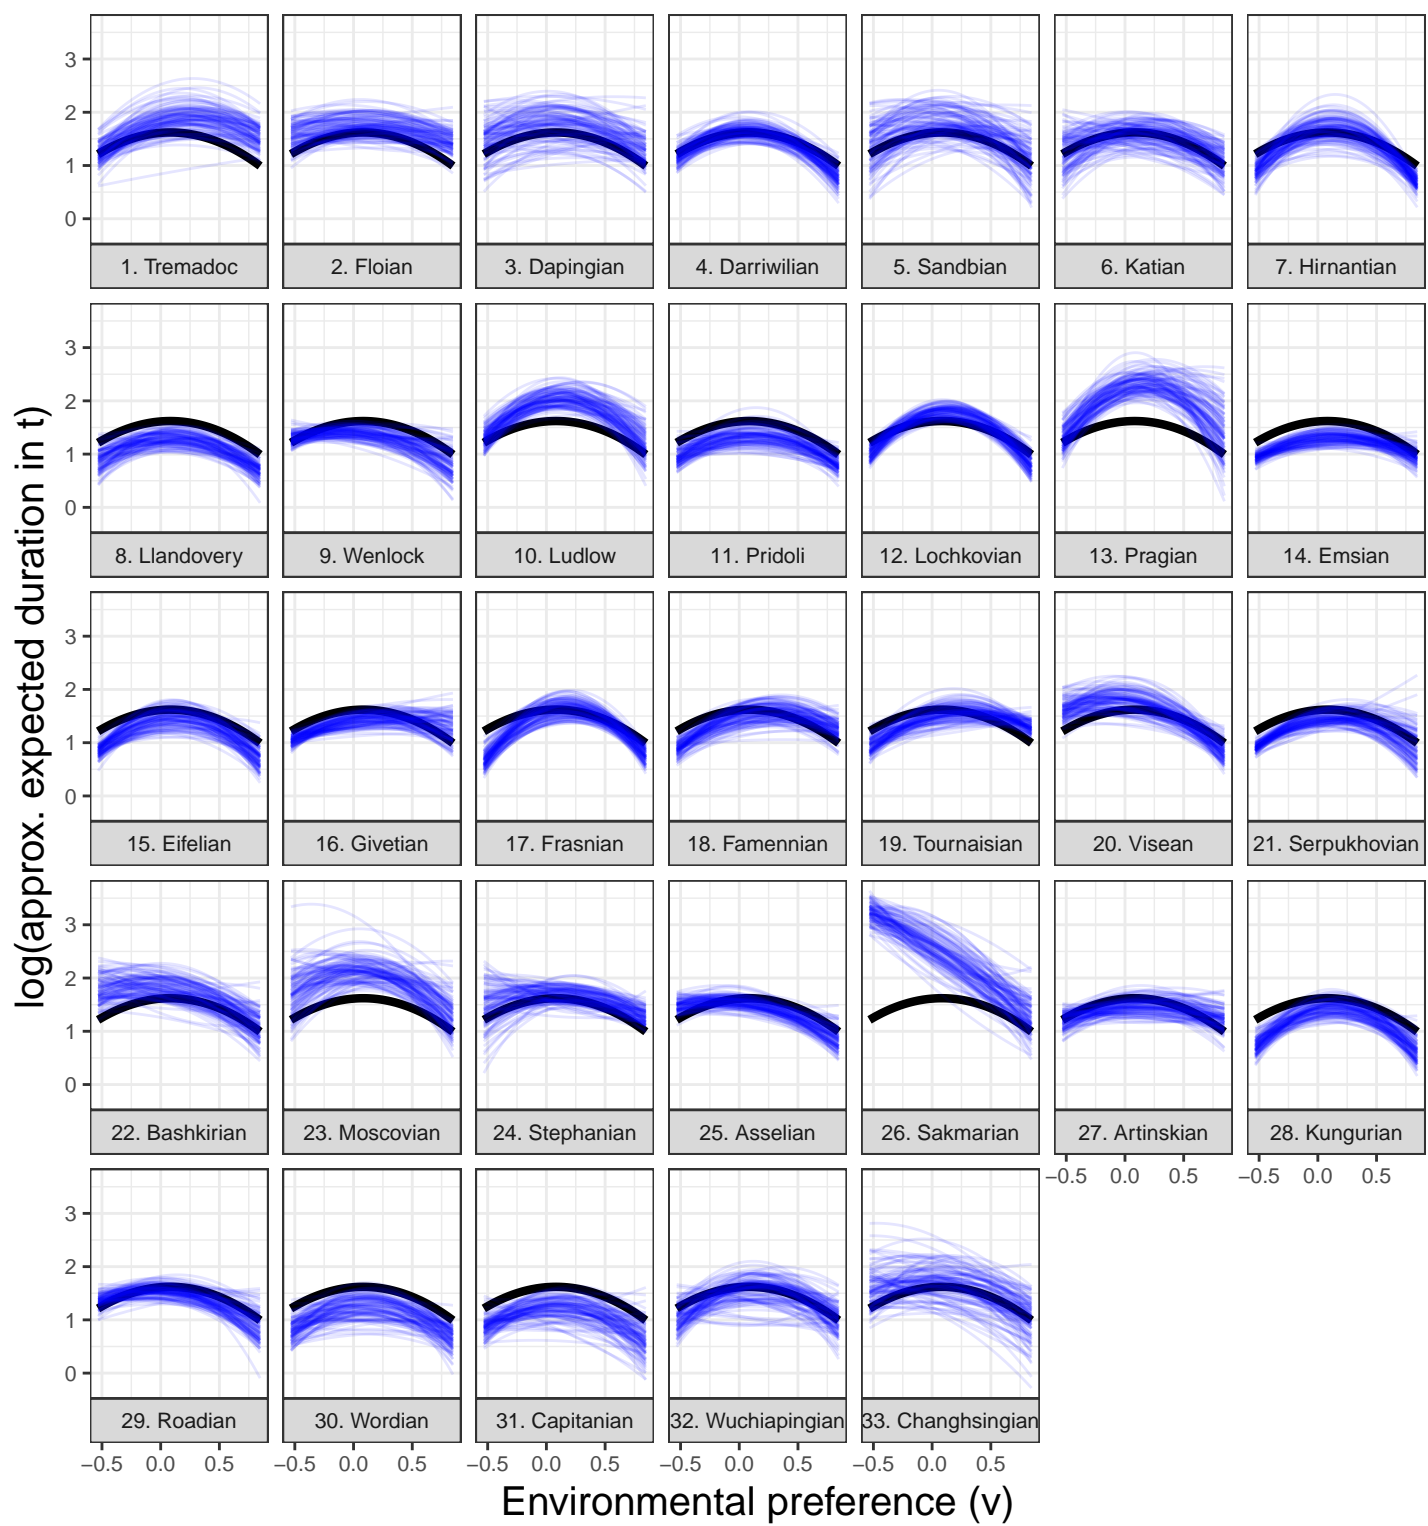 log(approx. expected duration in t)
3
2
1
0
1. Tremadoc
2. Floian
3. Dapingian
4. Darriwilian
5. Sandbian
6. Katian
7. Hirnantian
3
2
1
0
8. Llandovery
9. Wenlock
10. Ludlow
11. Pridoli
12. Lochkovian
13. Pragian
14. Emsian
3
2
1
0
15. Eifelian
16. Givetian
17. Frasnian
18. Famennian
19. Tournaisian
20. Visean
21. Serpukhovian
3
2
1
0
22. Bashkirian
23. Moscovian
24. Stephanian
25. Asselian
26. Sakmarian
27. Artinskian
28. Kungurian
−0.5 0.0 0.5
−0.5 0.0 0.5
3
2
1
0
29. Roadian
30. Wordian
31. Capitanian
32. Wuchiapingian
33. Changhsingian
−0.5 0.0 0.5
−0.5 0.0 0.5
−0.5 0.0 0.5
−0.5 0.0 0.5
−0.5 0.0 0.5
Environmental preference (v)